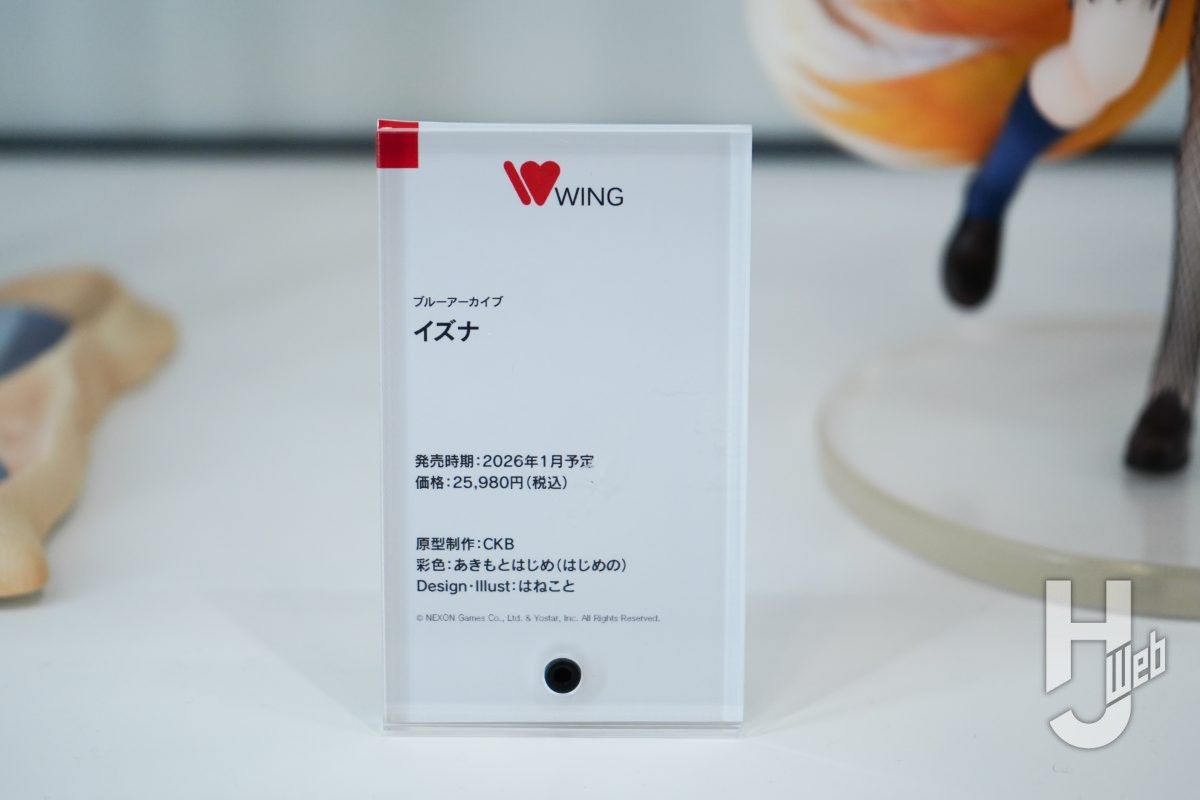 WING
ブルーアーカイブ
イズナ
発売時期：2026年1月予定
価格：25,980円（税込）
原型制作：CKB
彩色：あきもとはじめ（はじめの）
Design・Illust：はねこと
© NEXON Games Co., Ltd. & Yostar, Inc. All Rights Reserved.
HJ Web